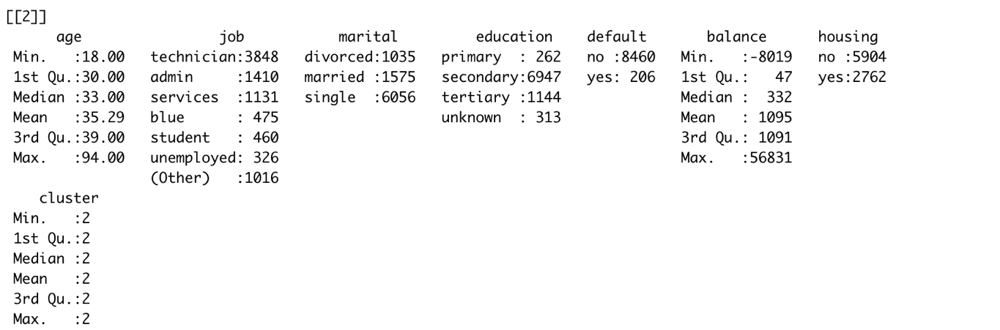 [[2]]
      age             job          marital         education    default       balance      housing
 Min.   :18.00   technician:3848   divorced:1035   primary  : 262   no :8460   Min.   :-8019   no :5904
 1st Qu.:30.00   admin     :1410   married :1575   secondary:6947   yes: 206   1st Qu.:   47   yes:2762
 Median :33.00   services  :1131   single  :6056   tertiary :1144              Median :  332
 Mean   :35.29   blue      : 475                   unknown  : 313              Mean   : 1095
 3rd Qu.:39.00   student   : 460                                               3rd Qu.: 1091
 Max.   :94.00   unemployed: 326                                               Max.   :56831
                 (Other)   :1016
    cluster
 Min.   :2
 1st Qu.:2
 Median :2
 Mean   :2
 3rd Qu.:2
 Max.   :2